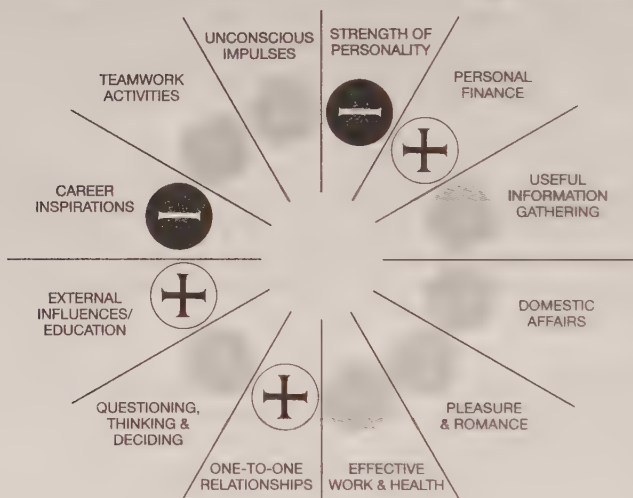 UNCONSCIOUS
IMPULSES
STRENGTH OF
PERSONALITY
PERSONAL
FINANCE
USEFUL
INFORMATION
GATHERING
DOMESTIC
AFFAIRS
PLEASURE
& ROMANCE
EFFECTIVE
WORK & HEALTH
ONE-TO-ONE
RELATIONSHIPS
QUESTIONING,
THINKING &
DECIDING
EXTERNAL
INFLUENCES/
EDUCATION
CAREER
INSPIRATIONS
TEAMWORK
ACTIVITIES